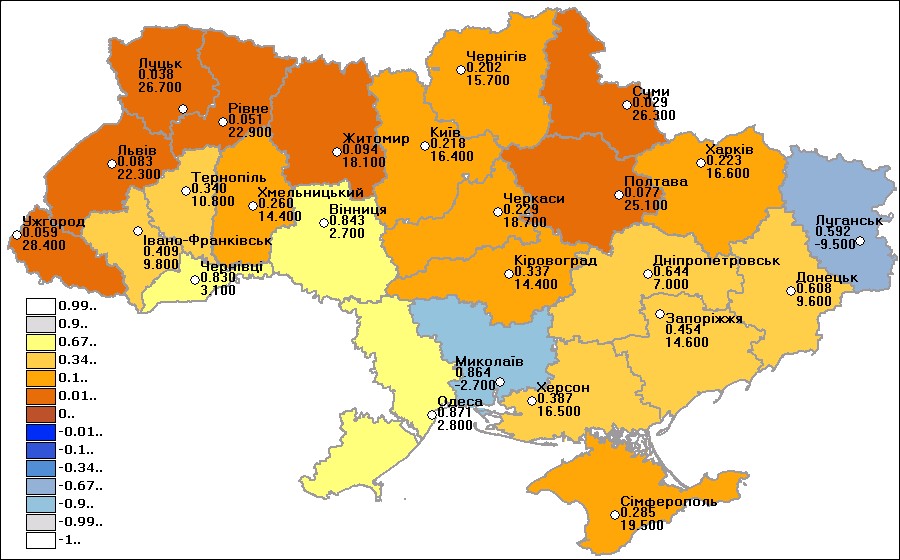 Чернігів
0.202
15.700
Луцьк
0.038
26.700
Суми
0.029
26.300
Рівне
0.051
22.900
Житомир
0.094
18.100
Київ
0.218
16.400
Харків
0.223
16.600
Львів
0.083
22.300
Тернопіль
0.340
10.800
Хмельницький
0.260
14.400
Вінниця
0.843
2.700
Черкаси
0.229
18.700
Полтава
0.077
25.100
Луганськ
0.592
-9.500
Ужгород
0.059
28.400
Івано-Франківськ
0.409
9.800
Чернівці
0.830
3.100
Кіровоград
0.337
14.400
Дніпропетровськ
0.644
7.000
Донецьк
0.608
9.600
Запоріжжя
0.454
14.600
Миколаїв
0.864
-2.700
Херсон
0.387
16.500
Одеса
0.871
2.800
Сімферополь
0.285
19.500
0.99..
0.9..
0.67..
0.34..
0.1..
0.01..
0..
-0.01..
-0.1..
-0.34..
-0.67..
-0.9..
-0.99..
-1..